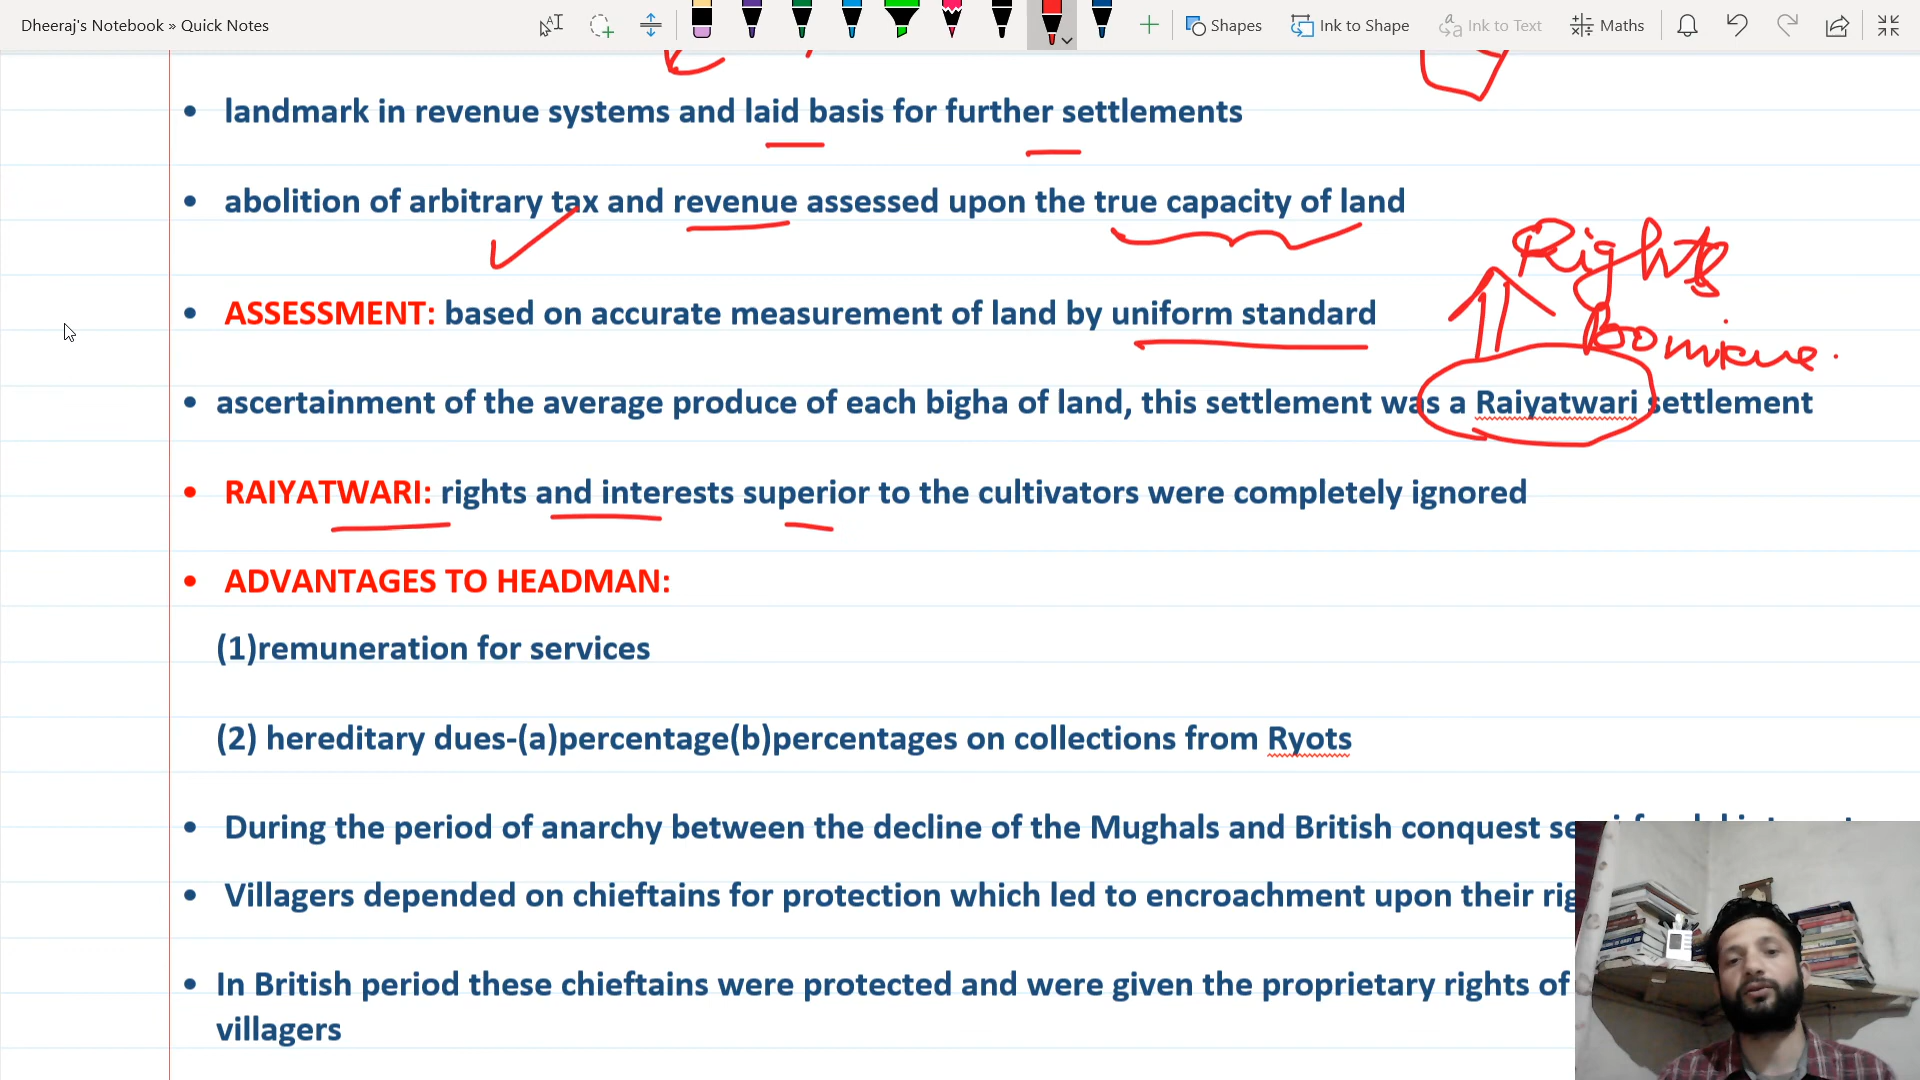 Dheeraj's Notebook » Quick Notes
Shapes
Ink to Shape
Ink to Text
Maths
• landmark in revenue systems and laid basis for further settlements
• abolition of arbitrary tax and revenue assessed upon the true capacity of land
Rights
• ASSESSMENT: based on accurate measurement of land by uniform standard
• ascertainment of the average produce of each bigha of land, this settlement was a Raiyatwari settlement
• RAIYATWARI: rights and interests superior to the cultivators were completely ignored
• ADVANTAGES TO HEADMAN:
(1)remuneration for services
(2) hereditary dues-(a)percentage(b)percentages on collections from Ryots
• During the period of anarchy between the decline of the Mughals and British conquest
• Villagers depended on chieftains for protection which led to encroachment upon their
• In British period these chieftains were protected and were given the proprietary rights of
villagers